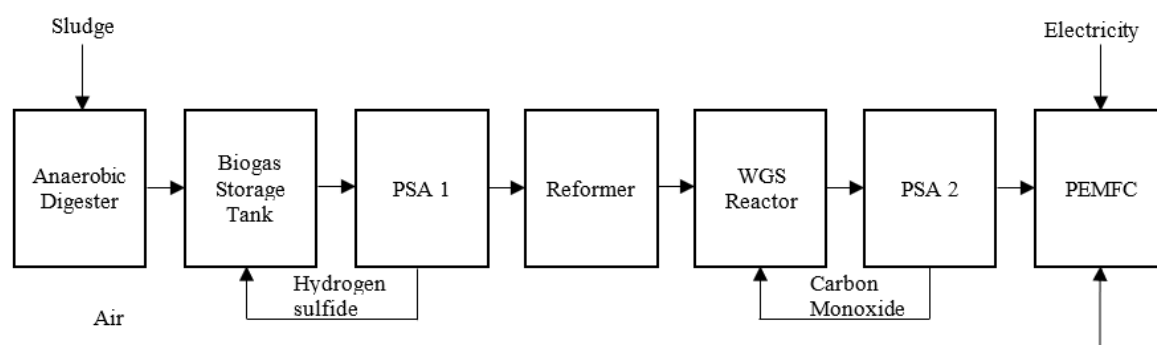 Sludge
Electricity
Anaerobic
Digester
Biogas
Storage
Tank
PSA 1
Reformer
WGS
Reactor
PSA 2
PEMFC
Hydrogen
sulfide
Carbon
Monoxide
Air